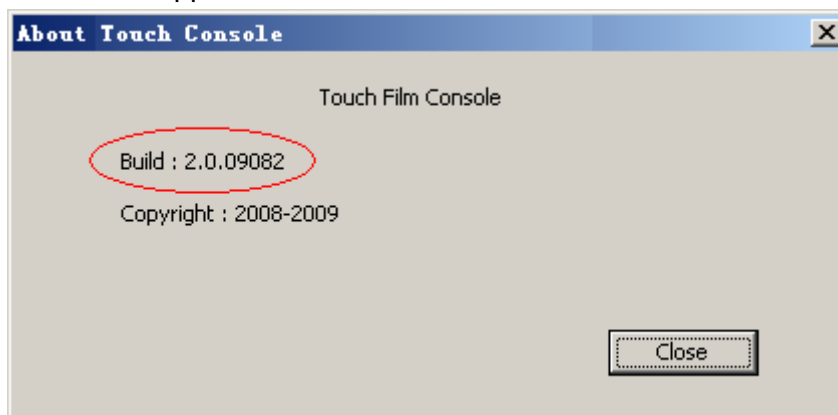 About Touch Console
Touch Film Console
Build : 2.0.09082
Copyright : 2008-2009
Close